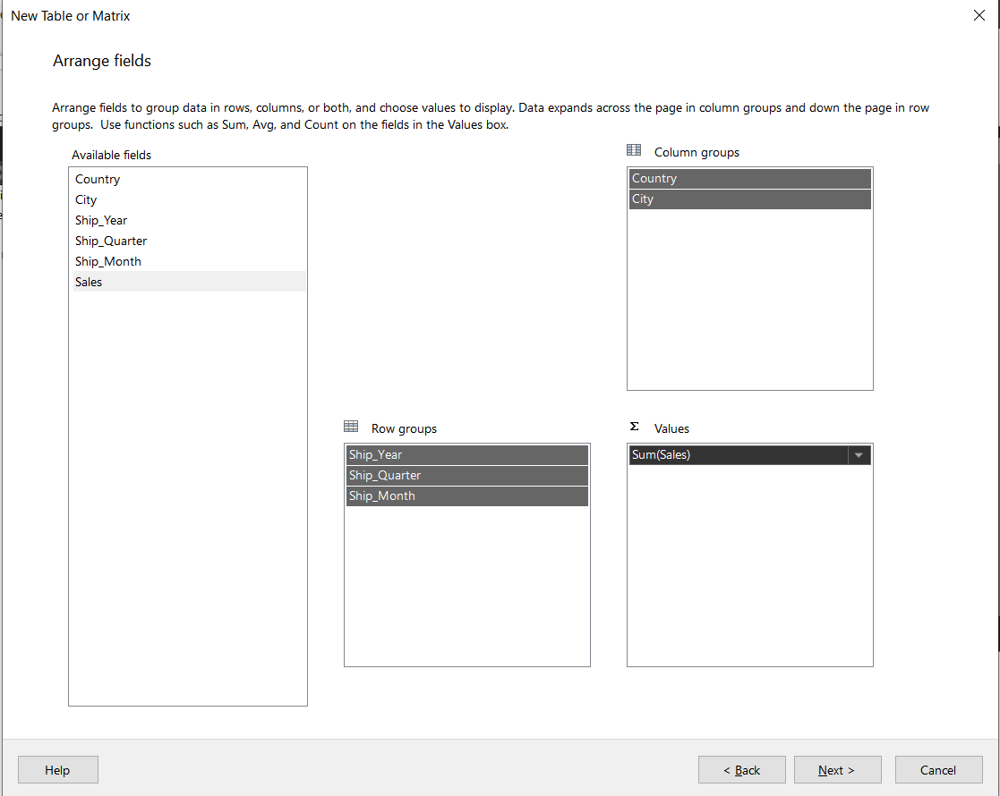 New Table or Matrix
Arrange fields
Arrange fields to group data in rows, columns, or both, and choose values to display. Data expands across the page in column groups and down the page in row
groups.  Use functions such as Sum, Avg, and Count on the fields in the Values box.
Available fields
Country
City
Ship_Year
Ship_Quarter
Ship_Month
Sales
Column groups
Country
City
Row groups
Ship_Year
Ship_Quarter
Ship_Month
Σ Values
Sum(Sales)
Help
< Back
Next >
Cancel